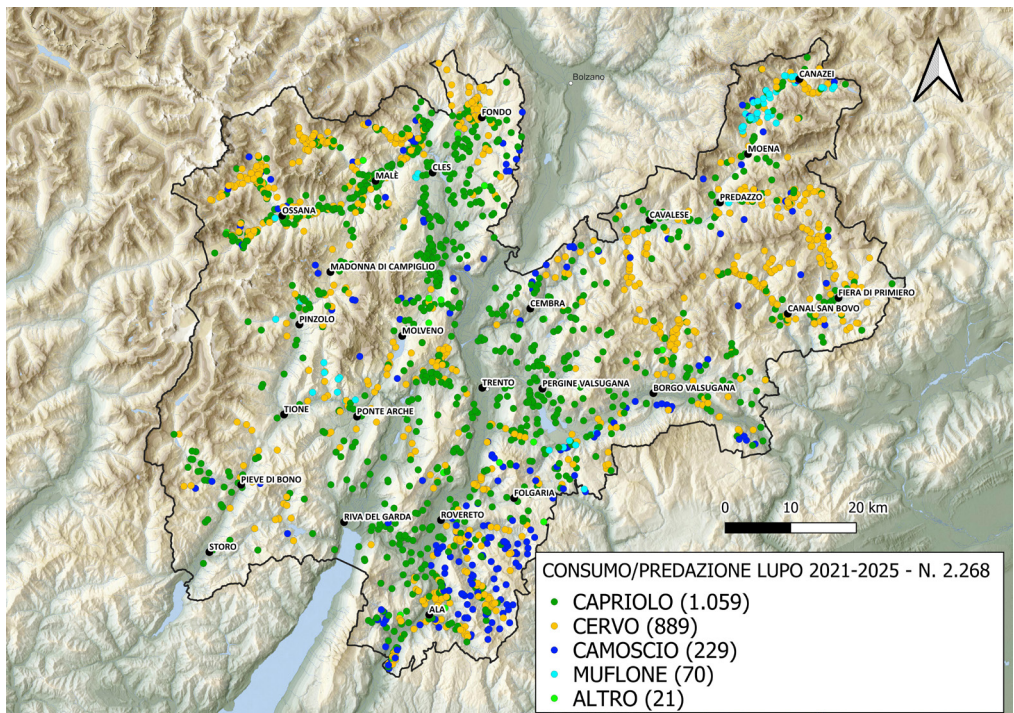 Bolzano
CANAZEI
FONDO
MOENA
CLES
MALÈ
PREDAZZO
OSSANA
CAVALESE
MADONNA DI CAMPIGLIO
FIERA DI PRIMIERO
CEMBRA
CANAL SAN BOVO
PINZOLO
MOLVENO
TRENTO
PERGINE VALSUGANA
BORGO VALSUGANA
TIONE
PONTE ARCHE
PIEVE DI BONO
FOLGARIA
RIVA DEL GARDA
ROVERETO
0 10 20 km
STORO
ALA
CONSUMO/PREDAZIONE LUPO 2021-2025 - N. 2.268
CAPRIOLO (1.059)
CERVO (889)
CAMOSCIO (229)
MUFLONE (70)
ALTRO (21)